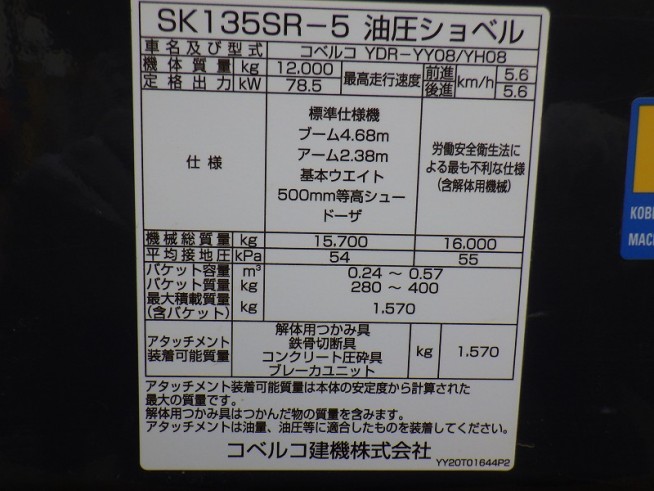 SK135SR-5 油圧ショベル
車名及び型式 コベルコ YDR-YY08/YH08
機体質量 kg 12,000 最高走行速度 前進 km/h 5.6
定格出力 kW 78.5 後進 5.6
仕様
標準仕様機
ブーム4.68m
アーム2.38m
基本ウエイト
500mm等高シュー
ドーザ
労働安全衛生法に
よる最も不利な仕様
(含解体用機械)
機械総質量 kg 15,700 16,000
平均接地圧 kPa 54 55
バケット容量 m³ 0.24 ~ 0.57
バケット質量 kg 280 ~ 400
最大積載質量
(含バケット) kg 1,570
アタッチメント
装着可能質量
解体用つかみ具
鉄骨切断具
コンクリート圧砕具
ブレーカユニット
kg 1,570
アタッチメント装着可能質量は本体の安定度から計算された
最大の質量です。
解体用つかみ具はつかんだ物の質量を含みます。
アタッチメントは油量、油圧等に適合したものを装着してください。
コベルコ建機株式会社
YY20T01644P2